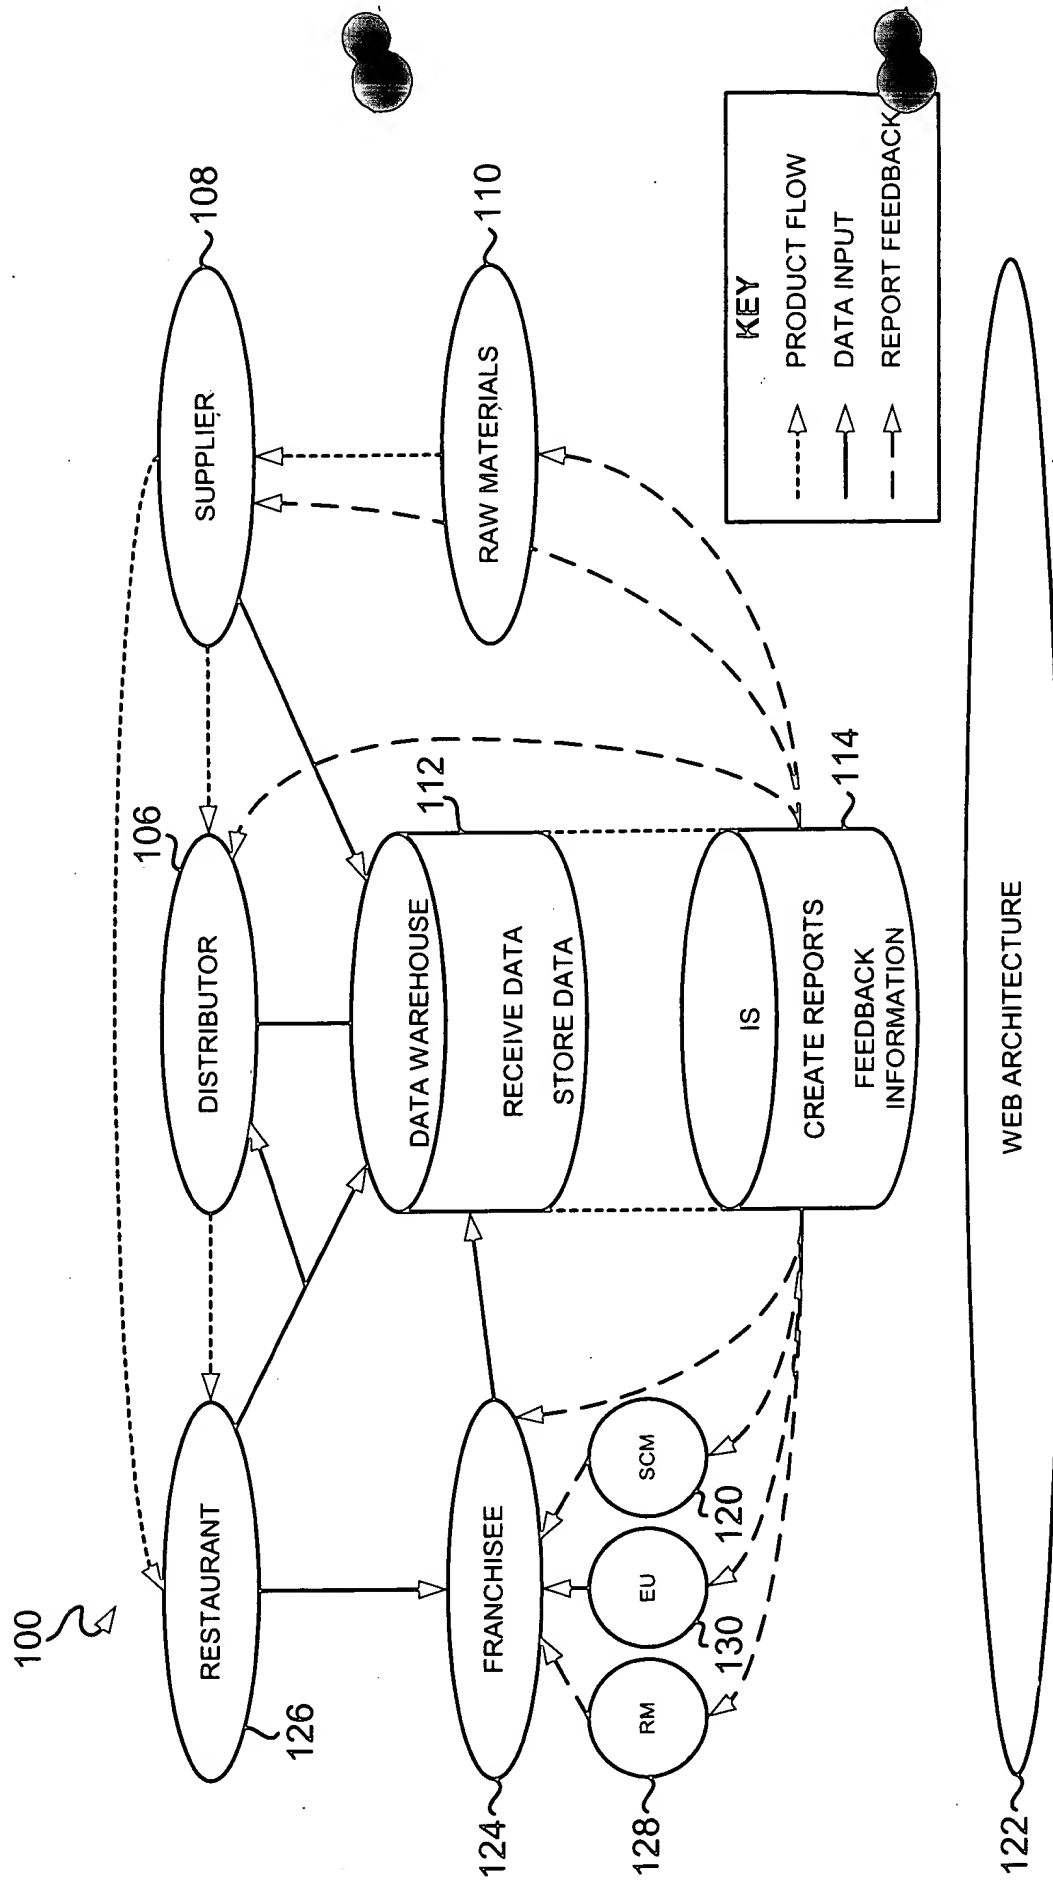 100
RESTAURANT
126
DISTRIBUTOR
106
SUPPLIER
108
FRANCHISEE
124
DATA WAREHOUSE
112
RECEIVE DATA
STORE DATA
RAW MATERIALS
110
RM
128
EU
130
SCM
120
IS
114
CREATE REPORTS
FEEDBACK
INFORMATION
KEY
PRODUCT FLOW
DATA INPUT
REPORT FEEDBACK
WEB ARCHITECTURE
122